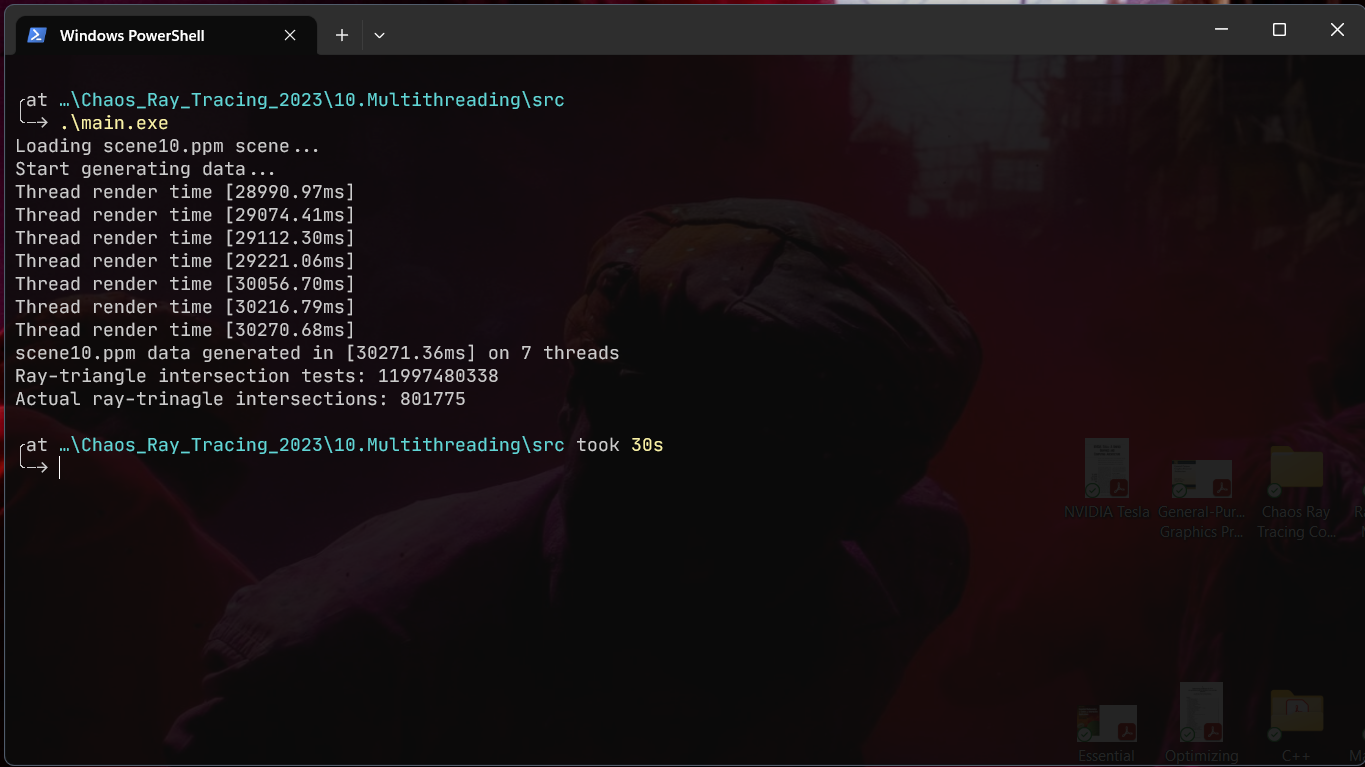 Windows PowerShell
at …\Chaos_Ray_Tracing_2023\10.Multithreading\src
.\main.exe
Loading scene10.ppm scene...
Start generating data...
Thread render time [28990.97ms]
Thread render time [29074.41ms]
Thread render time [29112.30ms]
Thread render time [29221.06ms]
Thread render time [30056.70ms]
Thread render time [30216.79ms]
Thread render time [30270.68ms]
scene10.ppm data generated in [30271.36ms] on 7 threads
Ray-triangle intersection tests: 11997480338
Actual ray-trinagle intersections: 801775
at …\Chaos_Ray_Tracing_2023\10.Multithreading\src took 30s
NVIDIA Tesla
General-Pur...
Graphics Pr...
Chaos Ray
Tracing Co...
Essential
Optimizing
C++